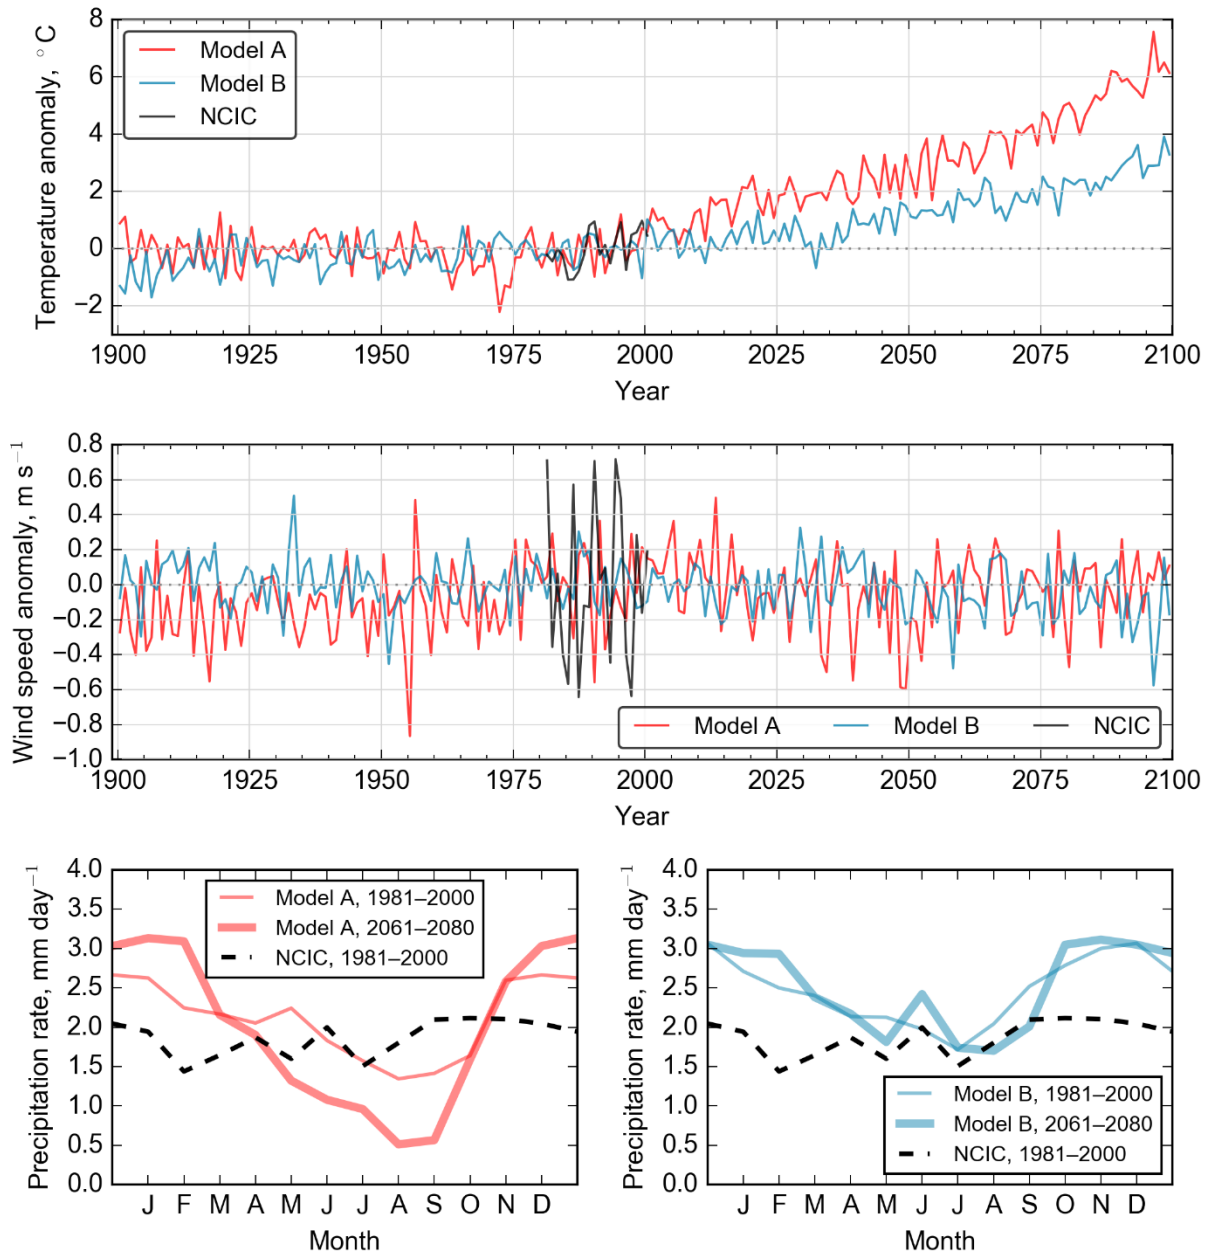 8
6
4
2
0
−2
Temperature anomaly, °C
Model A
Model B
NCIC
1900 1925 1950 1975 2000 2025 2050 2075 2100
Year
0.8
0.6
0.4
0.2
0.0
−0.2
−0.4
−0.6
−0.8
−1.0
Wind speed anomaly, m s⁻¹
Model A Model B NCIC
1900 1925 1950 1975 2000 2025 2050 2075 2100
Year
4.0
3.5
3.0
2.5
2.0
1.5
1.0
0.5
0.0
Precipitation rate, mm day⁻¹
Model A, 1981–2000
Model A, 2061–2080
NCIC, 1981–2000
J F M A M J J A S O N D
Month
4.0
3.5
3.0
2.5
2.0
1.5
1.0
0.5
0.0
Precipitation rate, mm day⁻¹
Model B, 1981–2000
Model B, 2061–2080
NCIC, 1981–2000
J F M A M J J A S O N D
Month